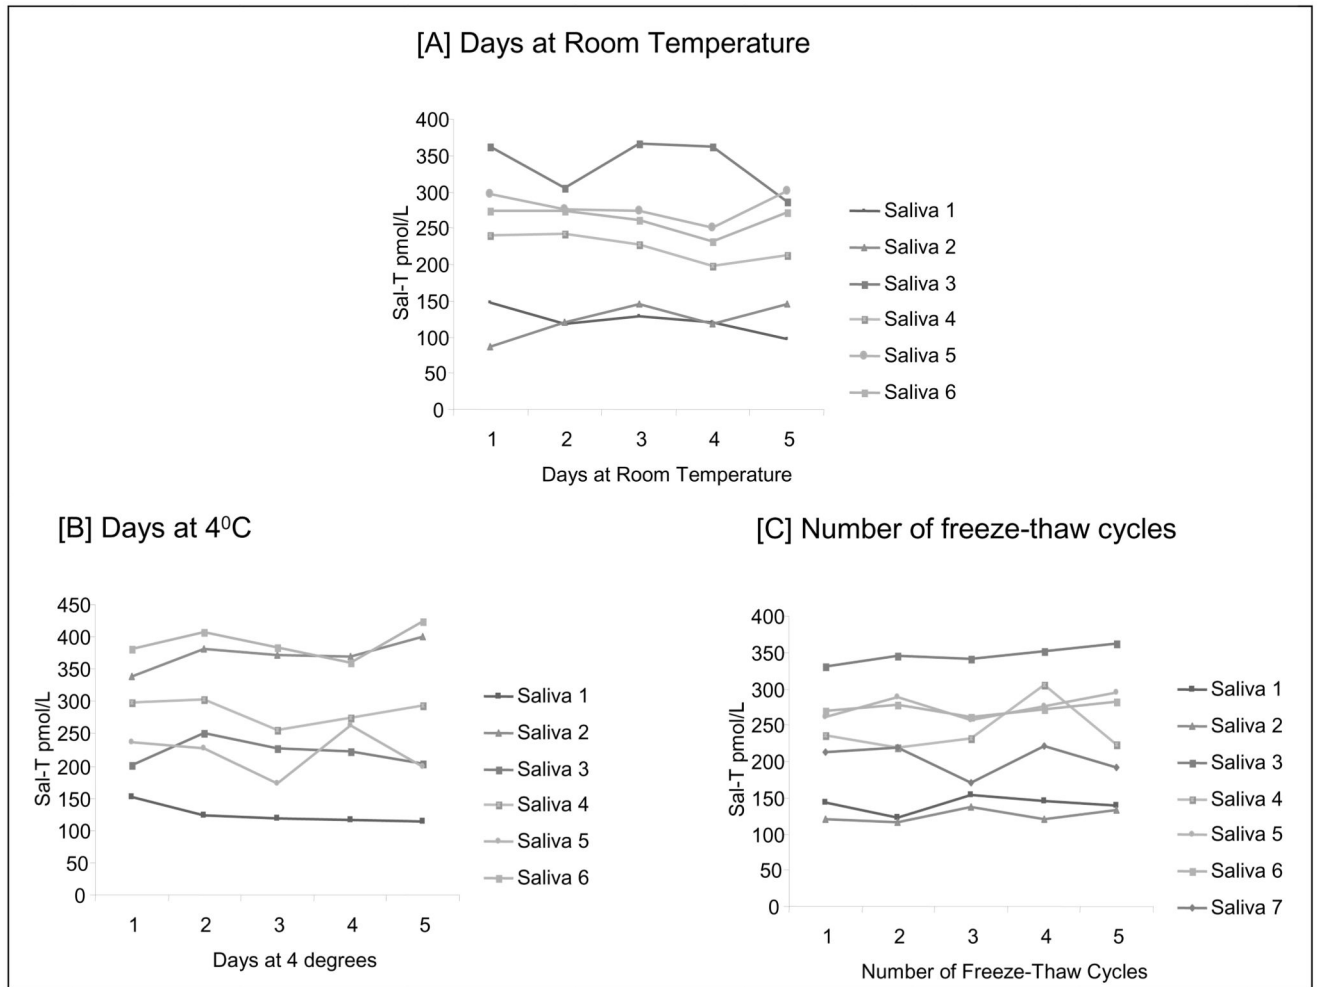 [A] Days at Room Temperature
400
350
300
250
200
150
100
50
0
Sal-T pmol/L
1 2 3 4 5
Days at Room Temperature
Saliva 1
Saliva 2
Saliva 3
Saliva 4
Saliva 5
Saliva 6
[B] Days at 4⁰C
450
400
350
300
250
200
150
100
50
0
Sal-T pmol/L
1 2 3 4 5
Days at 4 degrees
Saliva 1
Saliva 2
Saliva 3
Saliva 4
Saliva 5
Saliva 6
[C] Number of freeze-thaw cycles
400
350
300
250
200
150
100
50
0
Sal-T pmol/L
1 2 3 4 5
Number of Freeze-Thaw Cycles
Saliva 1
Saliva 2
Saliva 3
Saliva 4
Saliva 5
Saliva 6
Saliva 7